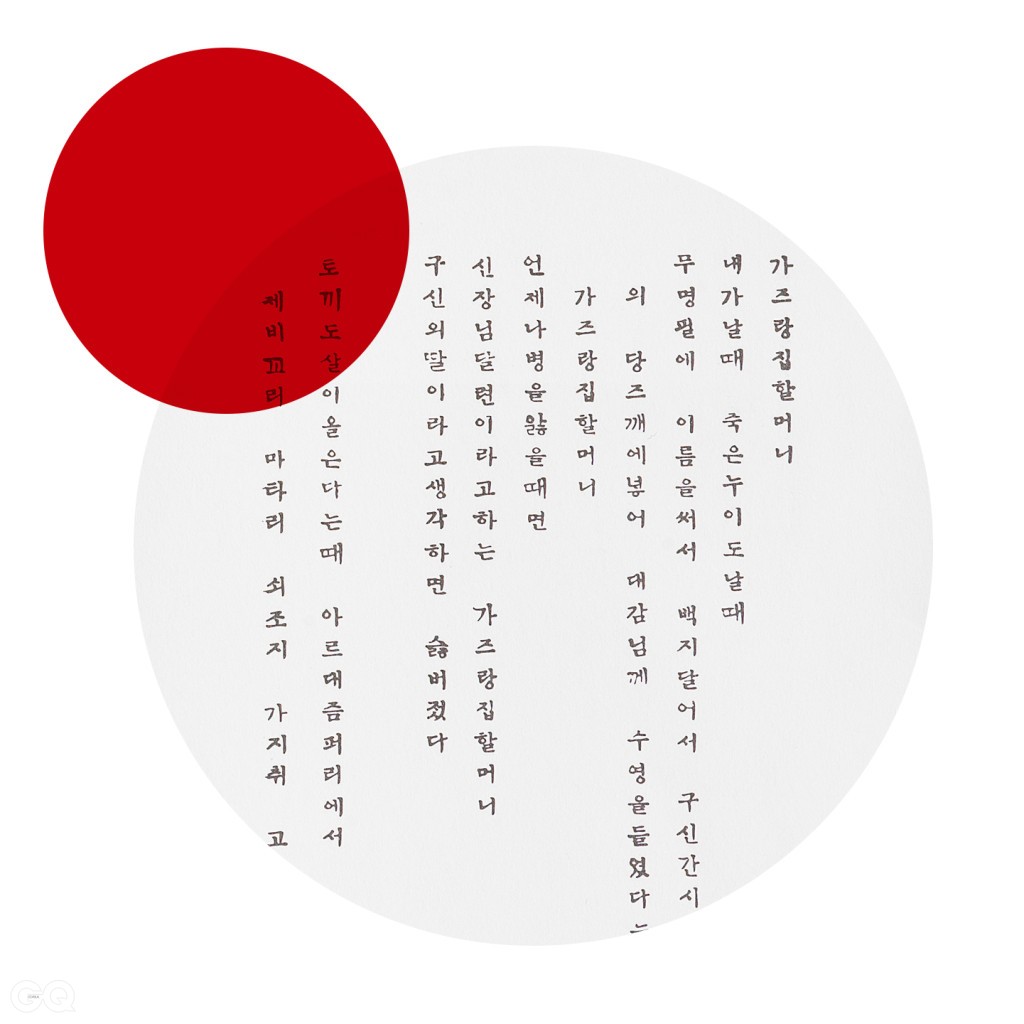 가즈랑집할머니
내가날때 죽은누이도날때
무명필에 이름을써서 백지달어서 구신간시
의 당즈깨에넣어 대감님께 수영을들였다
가즈랑집할머니
언제나병을앓을때면
신장님달련이라고하는 가즈랑집할머니
구신의딸이라고생각하면 슳버젔다
토끼도살이올은다는때 아르대즘퍼리에서
제비꼬리 마타리 쇠조지 가지취 고
GQ